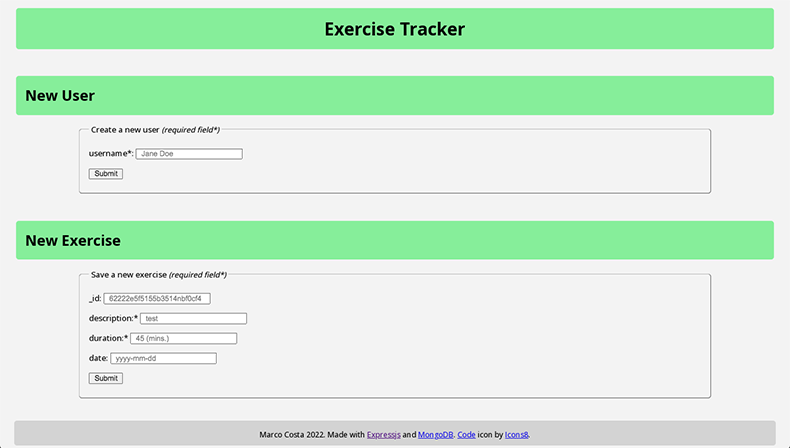 Exercise Tracker
New User
Create a new user (required field*)
username*: Jane Doe
Submit
New Exercise
Save a new exercise (required field*)
_id: 62222e5f5155b3514nbf0cf4
description:* test
duration:* 45 (mins.)
date: yyyy-mm-dd
Submit
Marco Costa 2022. Made with Expressjs and MongoDB. Code icon by Icons8.